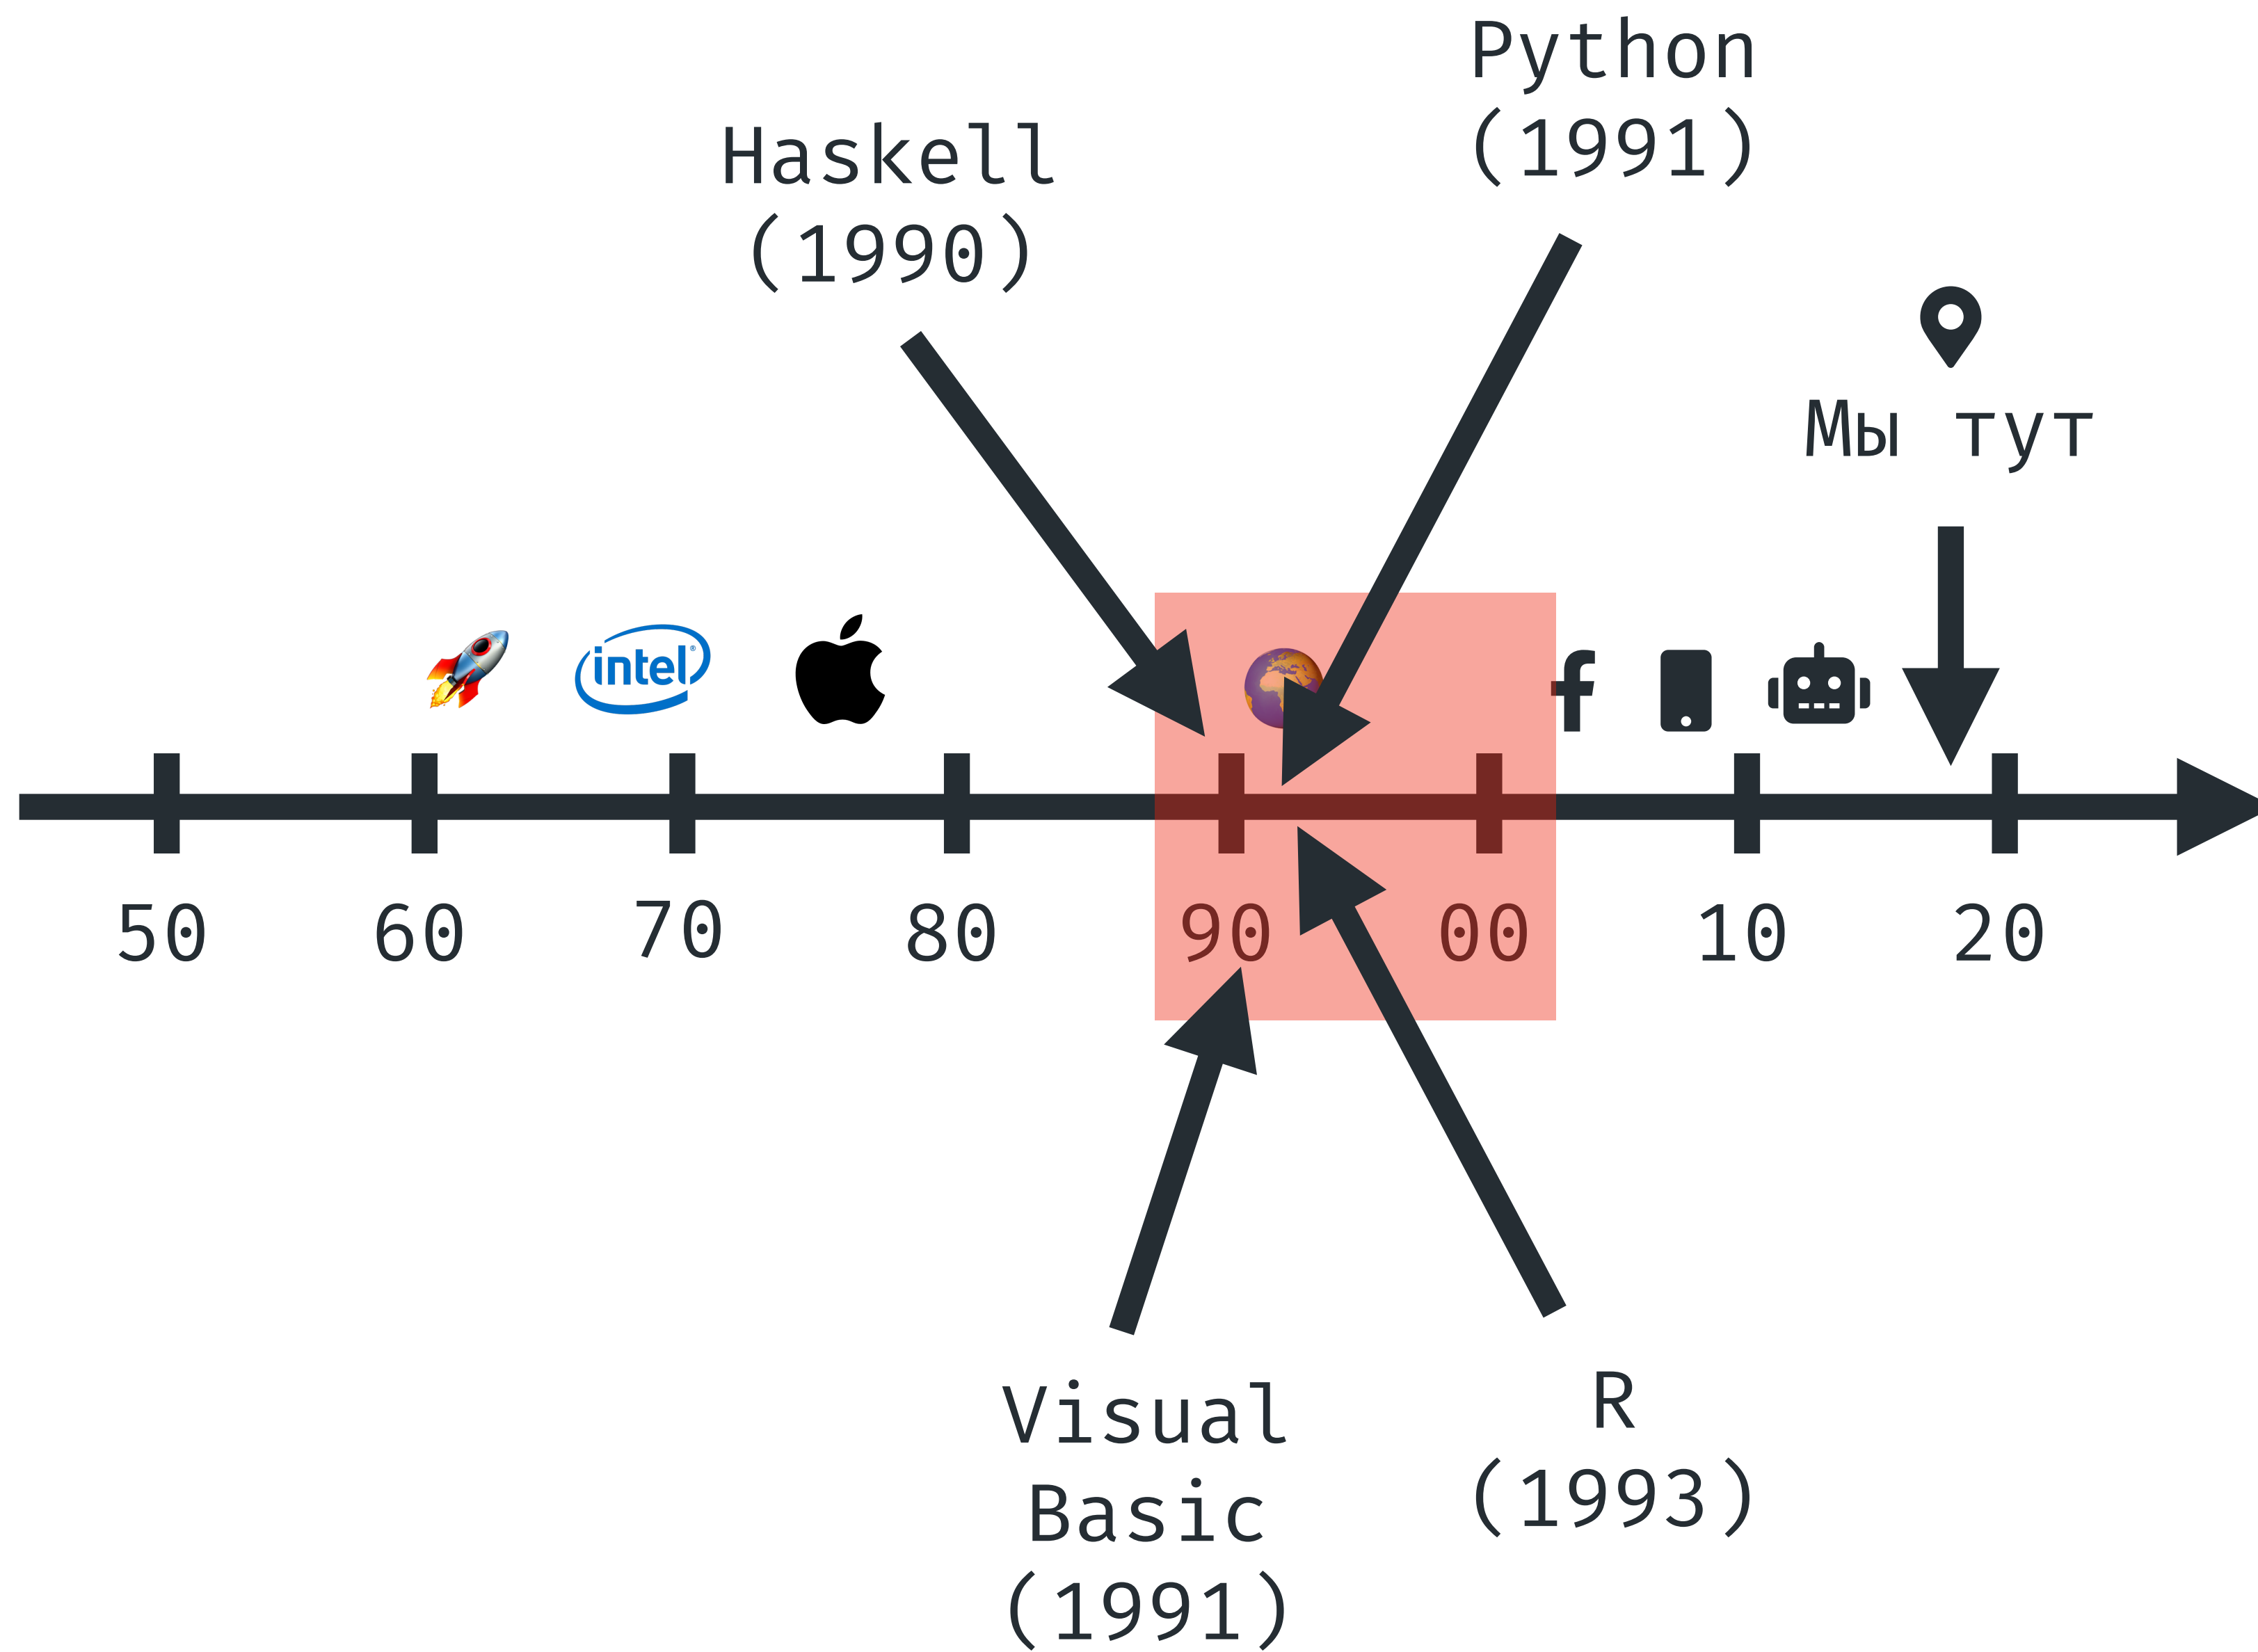 Python
(1991)
Haskell
(1990)
Мы тут
intel®
50 60 70 80 90 00 10 20
Visual
Basic
(1991)
R
(1993)